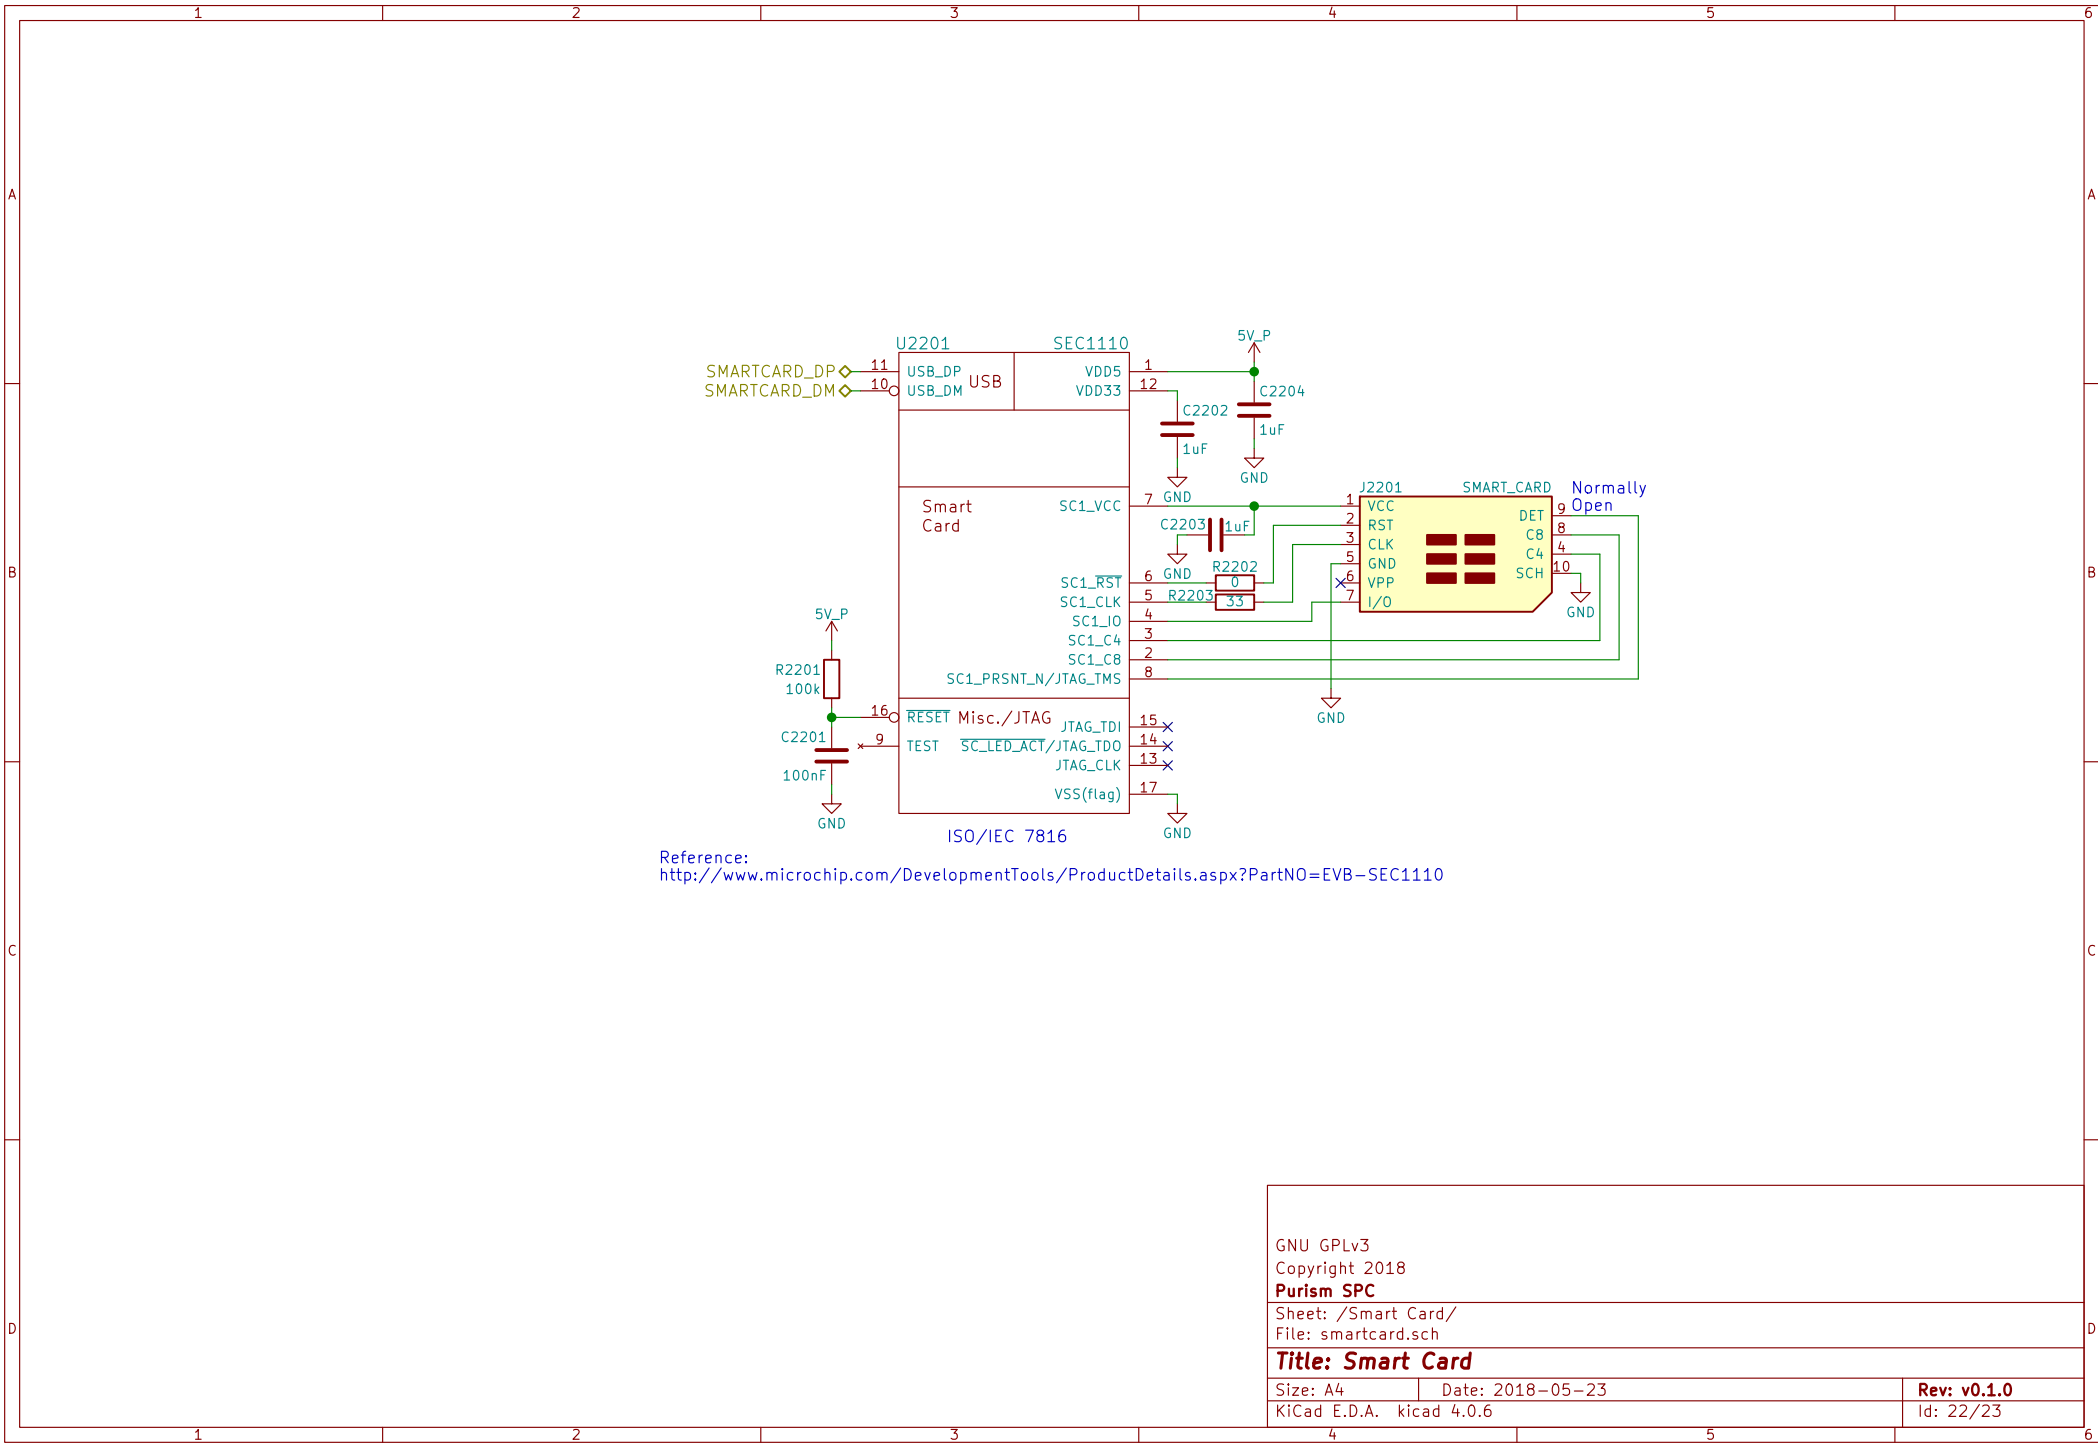 1 2 3 4 5 6
A A
B B
C C
D D
U2201 SEC1110
SMARTCARD_DP 11 USB_DP
SMARTCARD_DM 10 USB_DM
USB
VDD5 1
VDD33 12
5V_P
C2204
1uF
GND
C2202
1uF
GND
Smart
Card
SC1_VCC 7
C2203 1uF
GND
SC1_RST 6
R2202
0
SC1_CLK 5
R2203
33
SC1_IO 4
SC1_C4 3
SC1_C8 2
SC1_PRSNT_N/JTAG_TMS 8
J2201 SMART_CARD
Normally
Open
1 VCC
2 RST
3 CLK
5 GND
6 VPP
7 I/O
DET 9
C8 8
C4 4
SCH 10
GND
GND
5V_P
R2201
100k
16 RESET
Misc./JTAG
C2201
100nF
GND
9 TEST
JTAG_TDI 15
SC_LED_ACT/JTAG_TDO 14
JTAG_CLK 13
VSS(flag) 17
GND
ISO/IEC 7816
Reference:
http://www.microchip.com/DevelopmentTools/ProductDetails.aspx?PartNO=EVB-SEC1110
GNU GPLv3
Copyright 2018
Purism SPC
Sheet: /Smart Card/
File: smartcard.sch
Title: Smart Card
Size: A4 Date: 2018-05-23 Rev: v0.1.0
KiCad E.D.A. kicad 4.0.6 Id: 22/23
1 2 3 4 5 6